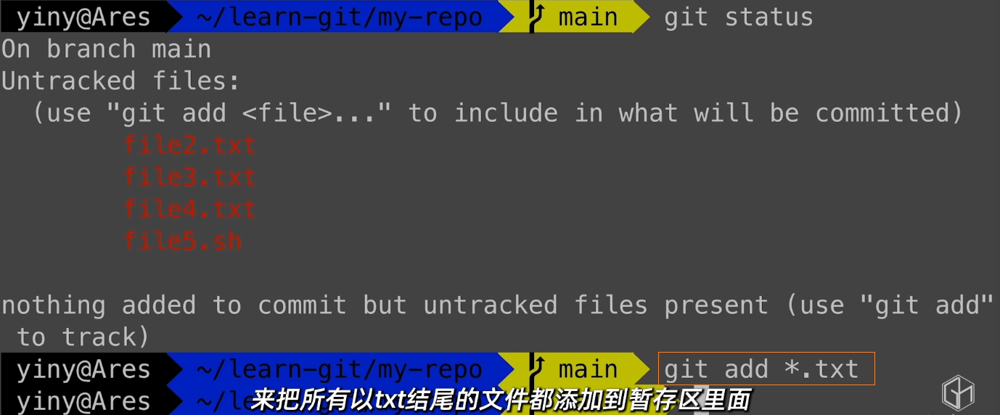 yiny@Ares ~/learn-git/my-repo main git status
On branch main
Untracked files:
(use "git add <file>..." to include in what will be committed)
file2.txt
file3.txt
file4.txt
file5.sh
nothing added to commit but untracked files present (use "git add"
to track)
yiny@Ares ~/learn-git/my-repo main git add *.txt
yiny@Ares ~/
来把所有以txt结尾的文件都添加到暂存区里面